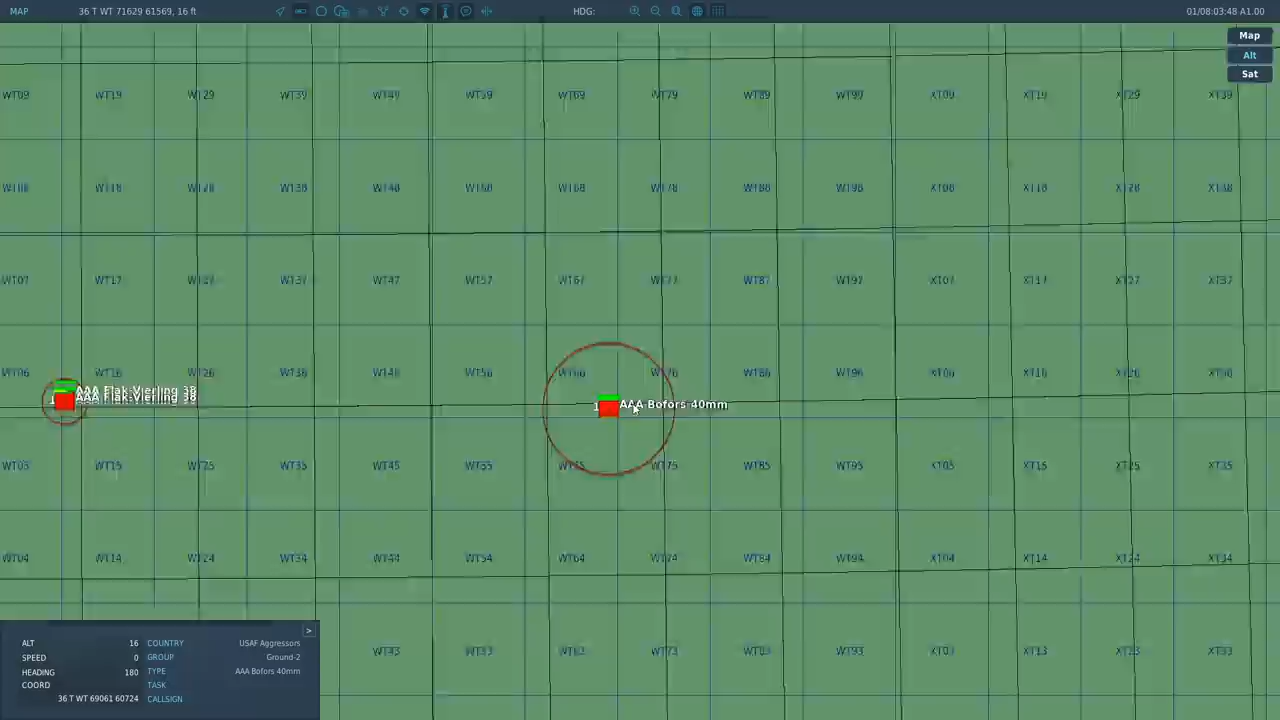 MAP 36 T WT 71629 61569, 16 ft HDG: 01/08:03:48 A1.00
Map
Alt
Sat
WT09 WT19 WT29 WT39 WT49 WT59 WT69 WT79 WT89 WT99 XT09 XT19 XT29 XT39
WT08 WT18 WT28 WT38 WT48 WT58 WT68 WT78 WT88 WT98 XT08 XT18 XT28 XT38
WT07 WT17 WT27 WT37 WT47 WT57 WT67 WT77 WT87 WT97 XT07 XT17 XT27 XT37
WT06 WT16 WT26 WT36 WT46 WT56 WT66 WT76 WT86 WT96 XT06 XT16 XT26 XT36
AAA Flak-Vierling 38
1 AAA Flak-Vierling 38
1 AAA Bofors 40mm
WT05 WT15 WT25 WT35 WT45 WT55 WT65 WT75 WT85 WT95 XT05 XT15 XT25 XT35
WT04 WT14 WT24 WT34 WT44 WT54 WT64 WT74 WT84 WT94 XT04 XT14 XT24 XT34
WT43 WT53 WT63 WT73 WT83 WT93 XT03 XT13 XT23 XT33
>
ALT 16 COUNTRY USAF Aggressors
SPEED 0 GROUP Ground-2
HEADING 180 TYPE AAA Bofors 40mm
COORD TASK
36 T WT 69061 60724 CALLSIGN